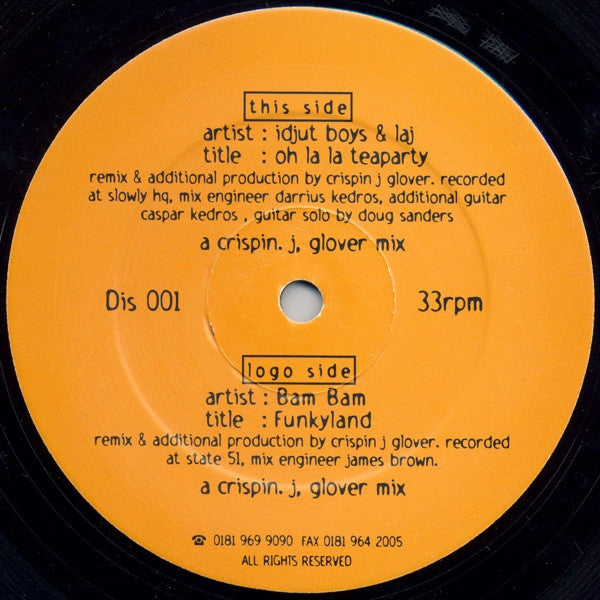 this side
artist : idjut boys & laj
title : oh la la teaparty
remix & additional production by crispin j glover. recorded
at slowly hq, mix engineer darrius kedros, additional guitar
caspar kedros , guitar solo by doug sanders
a crispin. j, glover mix
Dis 001 33rpm
logo side
artist : Bam Bam
title : Funkyland
remix & additional production by crispin j glover. recorded
at state 51, mix engineer james brown.
a crispin. j, glover mix
☎ 0181 969 9090 FAX 0181 964 2005
ALL RIGHTS RESERVED